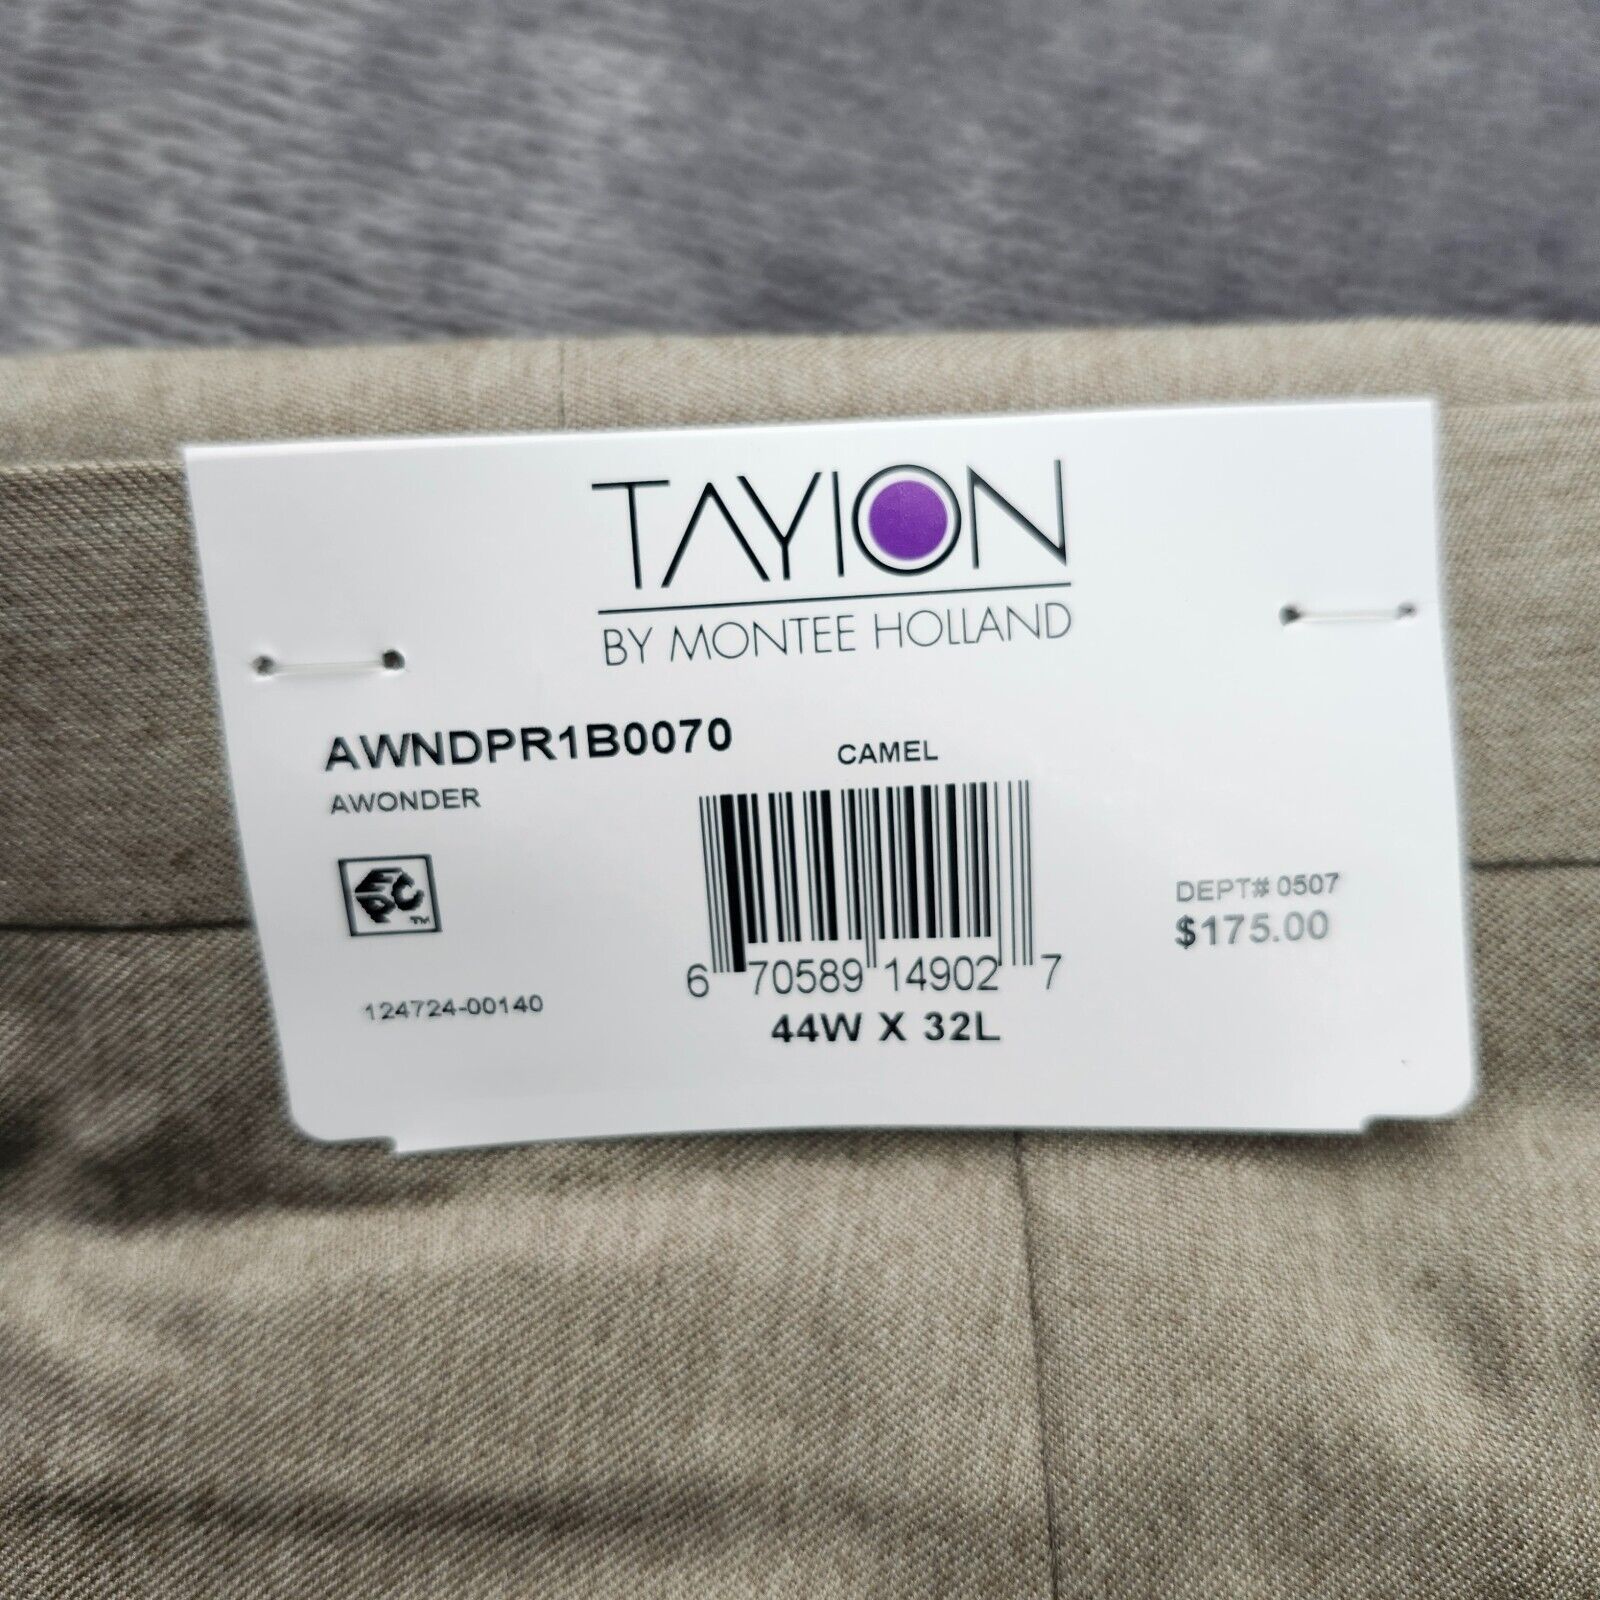 TAYION
BY MONTEE HOLLAND
AWNDPR1B0070
CAMEL
AWONDER
EPC™
DEPT# 0507
$175.00
6 70589 14902 7
124724-00140
44W X 32L